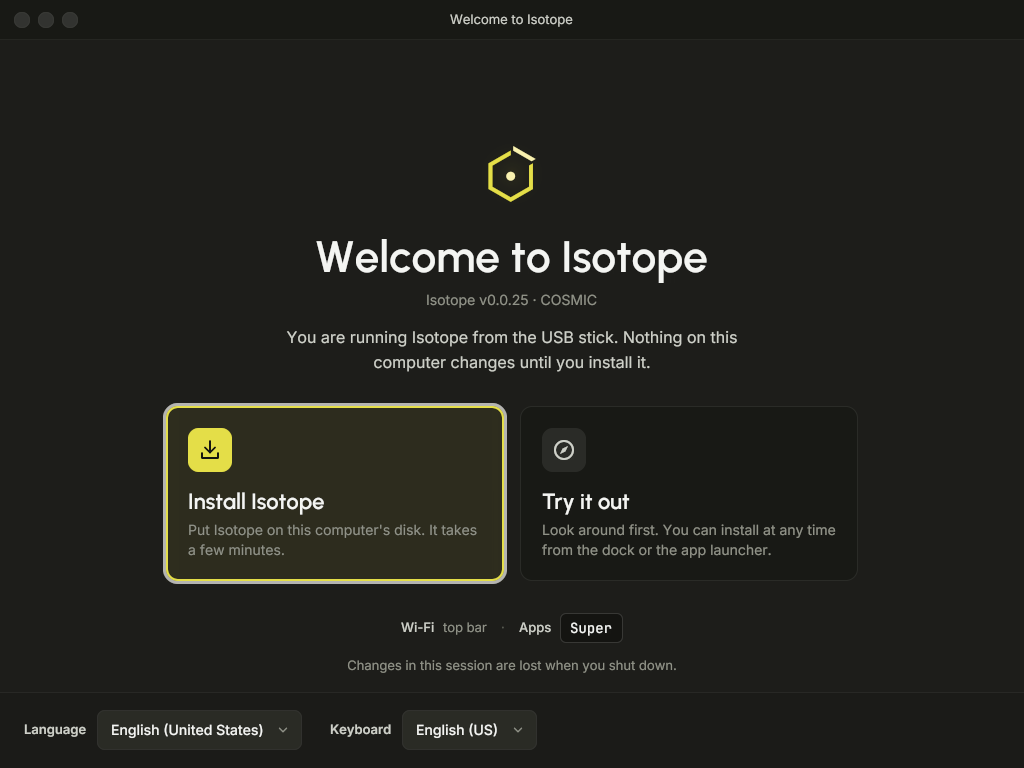 Welcome to Isotope
Welcome to Isotope
Isotope v0.0.25 · COSMIC
You are running Isotope from the USB stick. Nothing on this
computer changes until you install it.
Install Isotope
Put Isotope on this computer's disk. It takes
a few minutes.
Try it out
Look around first. You can install at any time
from the dock or the app launcher.
Wi-Fi top bar · Apps Super
Changes in this session are lost when you shut down.
Language English (United States) Keyboard English (US)